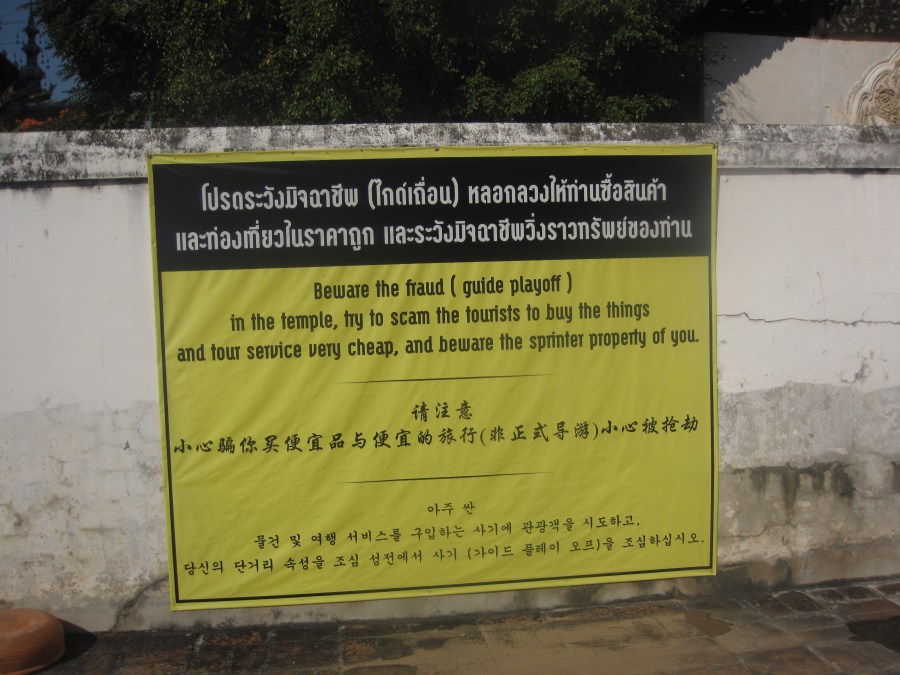 โปรดระวังมิจฉาชีพ (ไกด์เถื่อน) หลอกลวงให้ท่านซื้อสินค้า
และท่องเที่ยวในราคาถูก และระวังมิจฉาชีพวิ่งราวทรัพย์ของท่าน
Beware the fraud ( guide playoff )
in the temple, try to scam the tourists to buy the things
and tour service very cheap, and beware the sprinter property of you.
请注意
小心骗你买便宜品与便宜的旅行(非正式导游)小心被抢劫
아주 싼
물건 및 여행 서비스를 구입하는 사기에 관광객을 시도하고.
당신의 단거리 속성을 조심 성전에서 사기 (가이드 플레이 오프)을 조심하십시오.